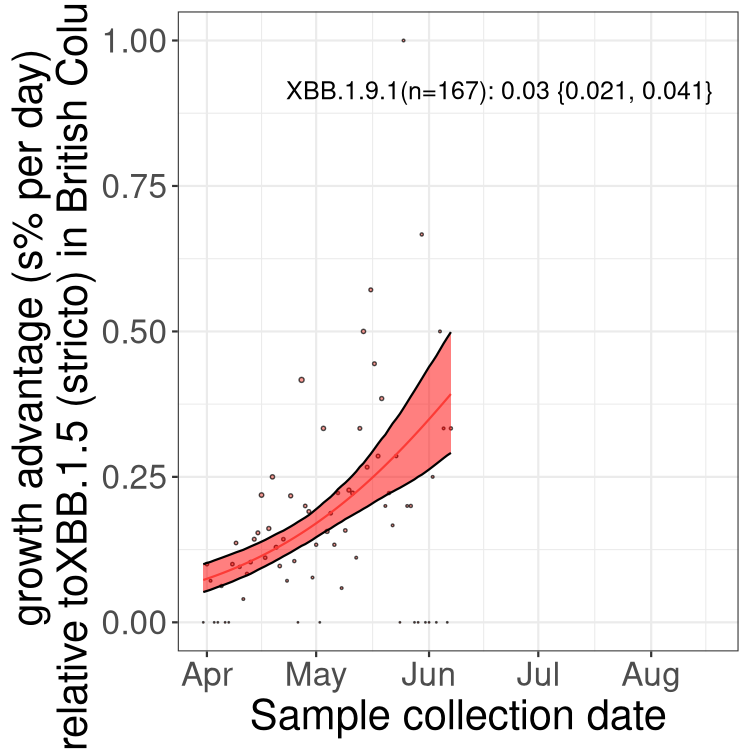 growth advantage (s% per day)
relative toXBB.1.5 (stricto) in British Colu
1.00
0.75
0.50
0.25
0.00
XBB.1.9.1(n=167): 0.03 {0.021, 0.041}
Apr May Jun Jul Aug
Sample collection date